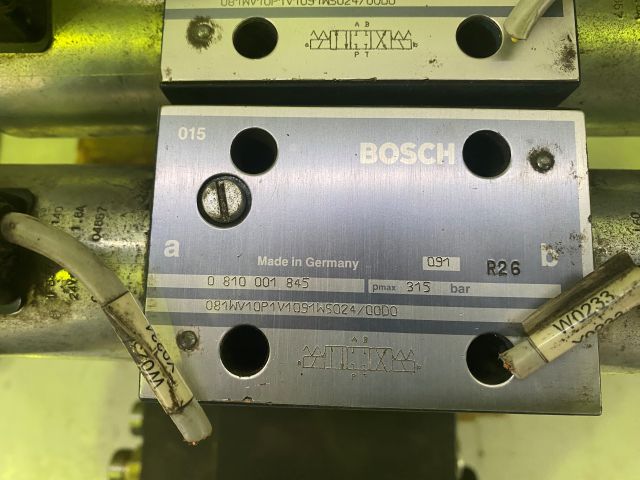 081WV10P1V1091WS024/00D0
A B
P T
015
BOSCH
a
b
Made in Germany
091
R26
0 810 001 845
pmax 315 bar
081WV10P1V1091WS024/00D0
A B
P T
W0233